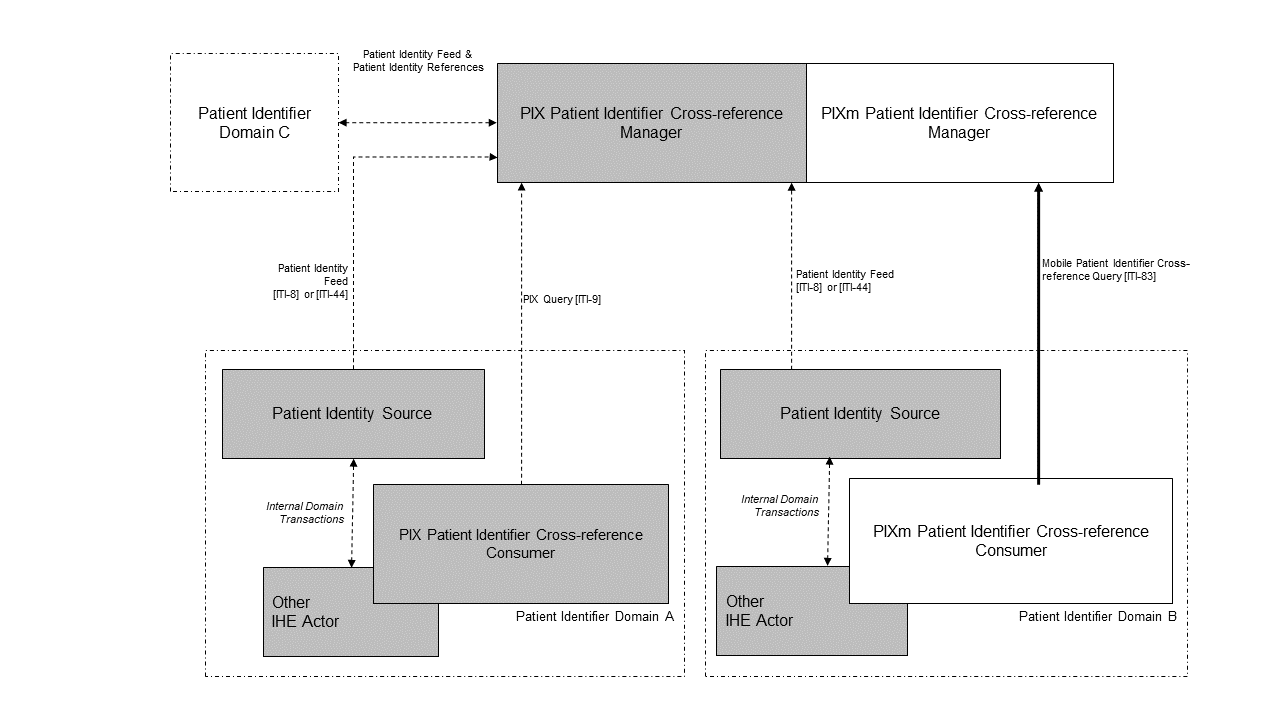 Patient Identity Feed &
Patient Identity References
Patient Identifier
Domain C
PIX Patient Identifier Cross-reference
Manager
PIXm Patient Identifier Cross-reference
Manager
Patient Identity
Feed
[ITI-8] or [ITI-44]
PIX Query [ITI-9]
Patient Identity Feed
[ITI-8] or [ITI-44]
Mobile Patient Identifier Cross-
reference Query [ITI-83]
Patient Identity Source
Internal Domain
Transactions
PIX Patient Identifier Cross-reference
Consumer
Other
IHE Actor
Patient Identifier Domain A
Patient Identity Source
Internal Domain
Transactions
PIXm Patient Identifier Cross-reference
Consumer
Other
IHE Actor
Patient Identifier Domain B